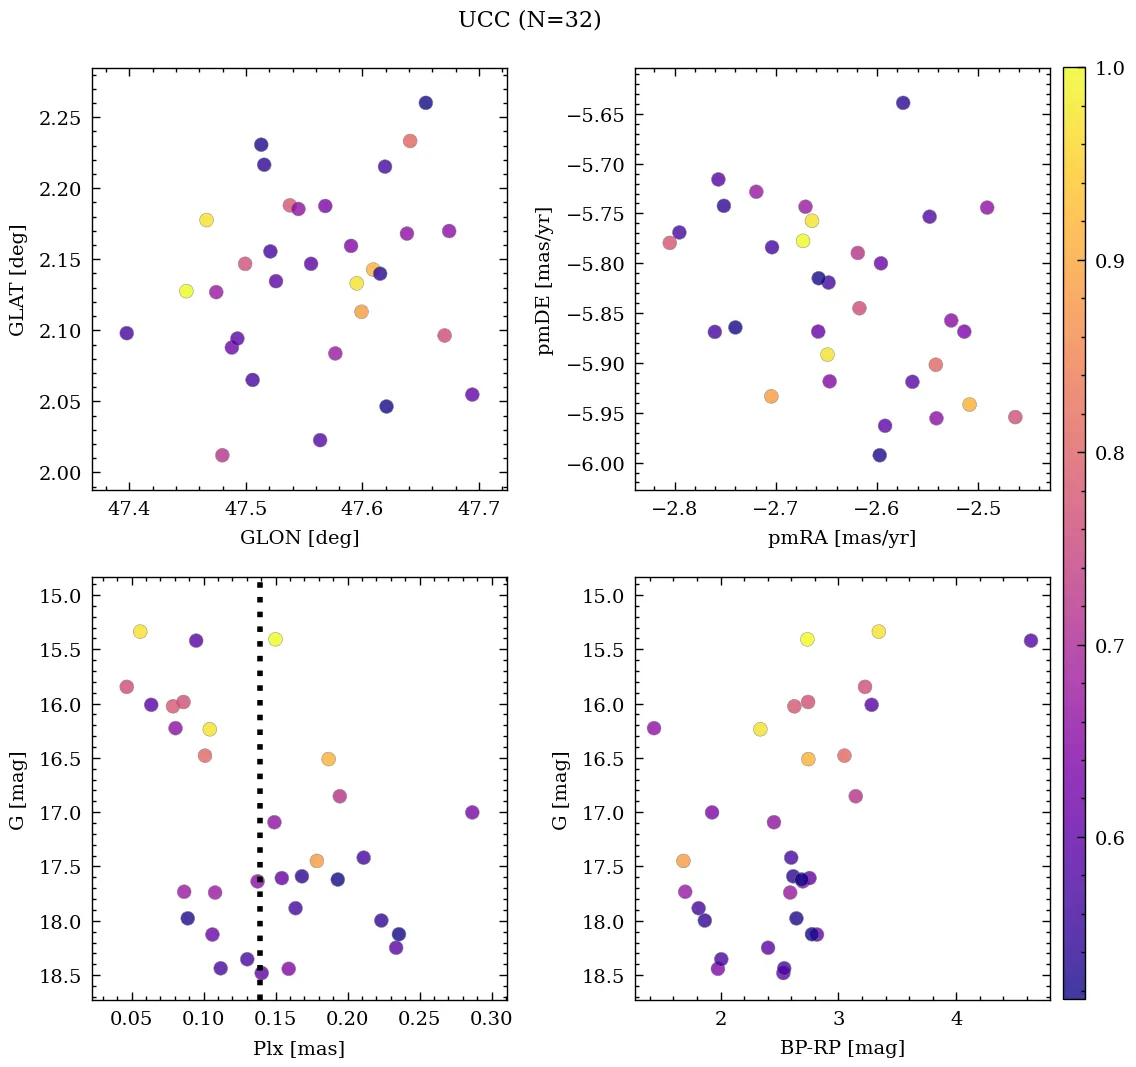 UCC (N=32)
2.25
2.20
2.15
2.10
2.05
2.00
GLAT [deg]
47.4 47.5 47.6 47.7
GLON [deg]
−5.65
−5.70
−5.75
−5.80
−5.85
−5.90
−5.95
−6.00
pmDE [mas/yr]
−2.8 −2.7 −2.6 −2.5
pmRA [mas/yr]
1.0
0.9
0.8
0.7
0.6
15.0
15.5
16.0
16.5
17.0
17.5
18.0
18.5
G [mag]
0.05 0.10 0.15 0.20 0.25 0.30
Plx [mas]
15.0
15.5
16.0
16.5
17.0
17.5
18.0
18.5
G [mag]
2 3 4
BP-RP [mag]